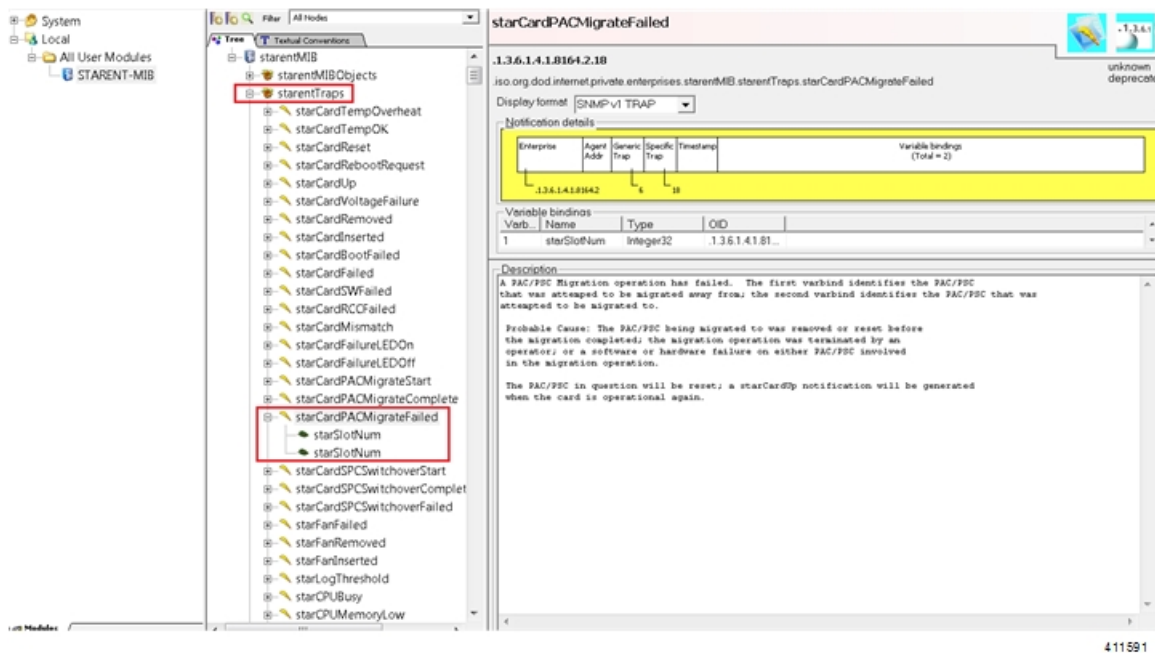 System
Local
All User Modules
STARENT-MIB
Modules
Filter All Nodes
Tree Textual Conventions
starentMIB
starentMIBObjects
starentTraps
starCardTempOverheat
starCardTempOK
starCardReset
starCardRebootRequest
starCardUp
starCardVoltageFailure
starCardRemoved
starCardInserted
starCardBootFailed
starCardFailed
starCardSWFailed
starCardRCCFailed
starCardMismatch
starCardFailureLEDOn
starCardFailureLEDOff
starCardPACMigrateStart
starCardPACMigrateComplete
starCardPACMigrateFailed
starSlotNum
starSlotNum
starCardSPCSwitchoverStart
starCardSPCSwitchoverComplet
starCardSPCSwitchoverFailed
starFanFailed
starFanRemoved
starFanInserted
starLogThreshold
starCPUBusy
starCPUMemoryLow
starCardPACMigrateFailed
.1.3.6.1
.1.3.6.1.4.1.8164.2.18
unknown
deprecate
.iso.org.dod.internet.private.enterprises.starentMIB.starentTraps.starCardPACMigrateFailed
Display format SNMPv1 TRAP
Notification details
Enterprise Agent Addr Generic Trap Specific Trap Timestamp Variable bindings
(Total = 2)
.1.3.6.1.4.1.8164.2 6 18
Variable bindings
Varb... Name Type OID
1 starSlotNum Integer32 .1.3.6.1.4.1.81...
Description
A PAC/PSC Migration operation has failed. The first varbind identifies the PAC/PSC
that was attemped to be migrated away from; the second varbind identifies the PAC/PSC that was
attempted to be migrated to.
Probable Cause: The PAC/PSC being migrated to was removed or reset before
the migration completed; the migration operation was terminated by an
operator; or a software or hardware failure on either PAC/PSC involved
in the migration operation.
The PAC/PSC in question will be reset; a starCardUp notification will be generated
when the card is operational again.
411591